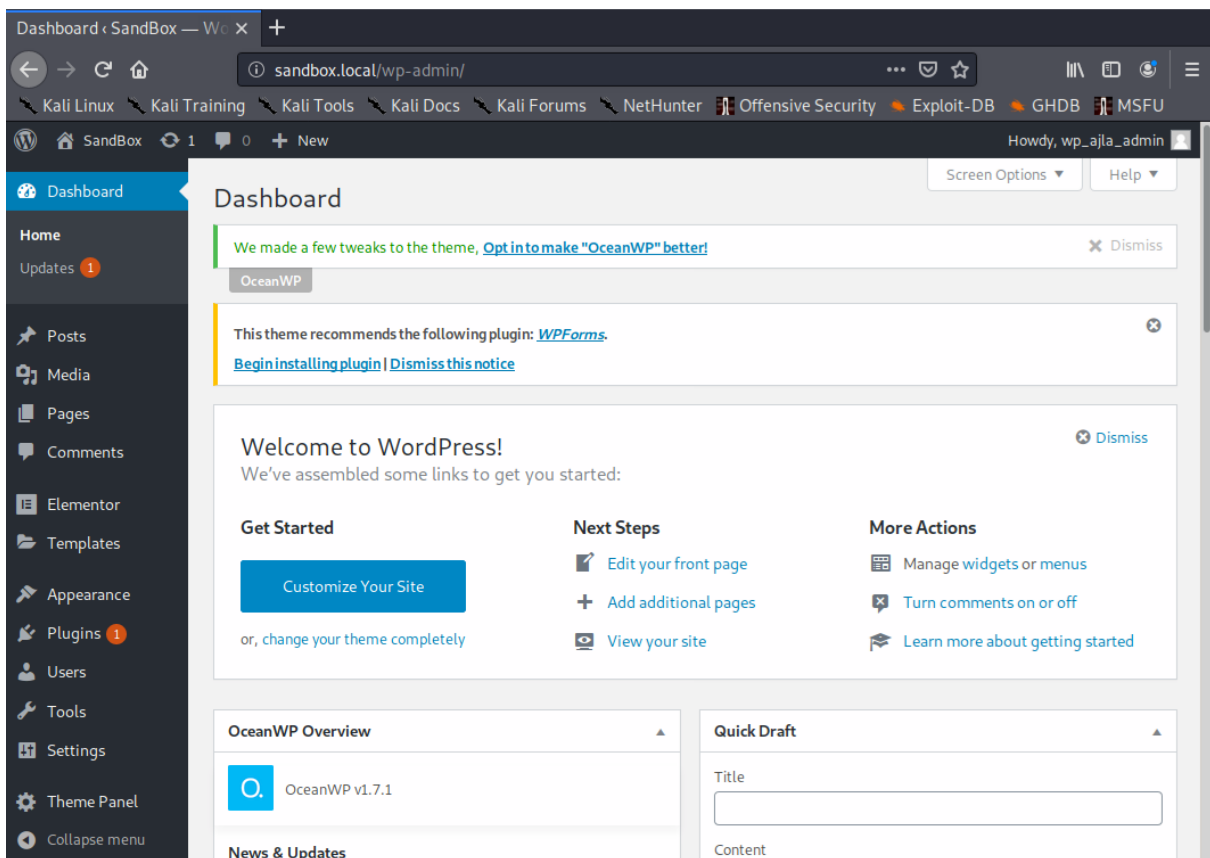 Dashboard ‹ SandBox — Wo
sandbox.local/wp-admin/
Kali Linux Kali Training Kali Tools Kali Docs Kali Forums NetHunter Offensive Security Exploit-DB GHDB MSFU
SandBox 1 0 New Howdy, wp_ajla_admin
Screen Options Help
Dashboard
Home
Updates 1
Posts
Media
Pages
Comments
Elementor
Templates
Appearance
Plugins 1
Users
Tools
Settings
Theme Panel
Collapse menu
Dashboard
We made a few tweaks to the theme, Opt in to make "OceanWP" better! Dismiss
OceanWP
This theme recommends the following plugin: WPForms.
Begin installing plugin | Dismiss this notice
Welcome to WordPress! Dismiss
We've assembled some links to get you started:
Get Started
Customize Your Site
or, change your theme completely
Next Steps
Edit your front page
Add additional pages
View your site
More Actions
Manage widgets or menus
Turn comments on or off
Learn more about getting started
OceanWP Overview
O.
OceanWP v1.7.1
News & Updates
Quick Draft
Title
Content